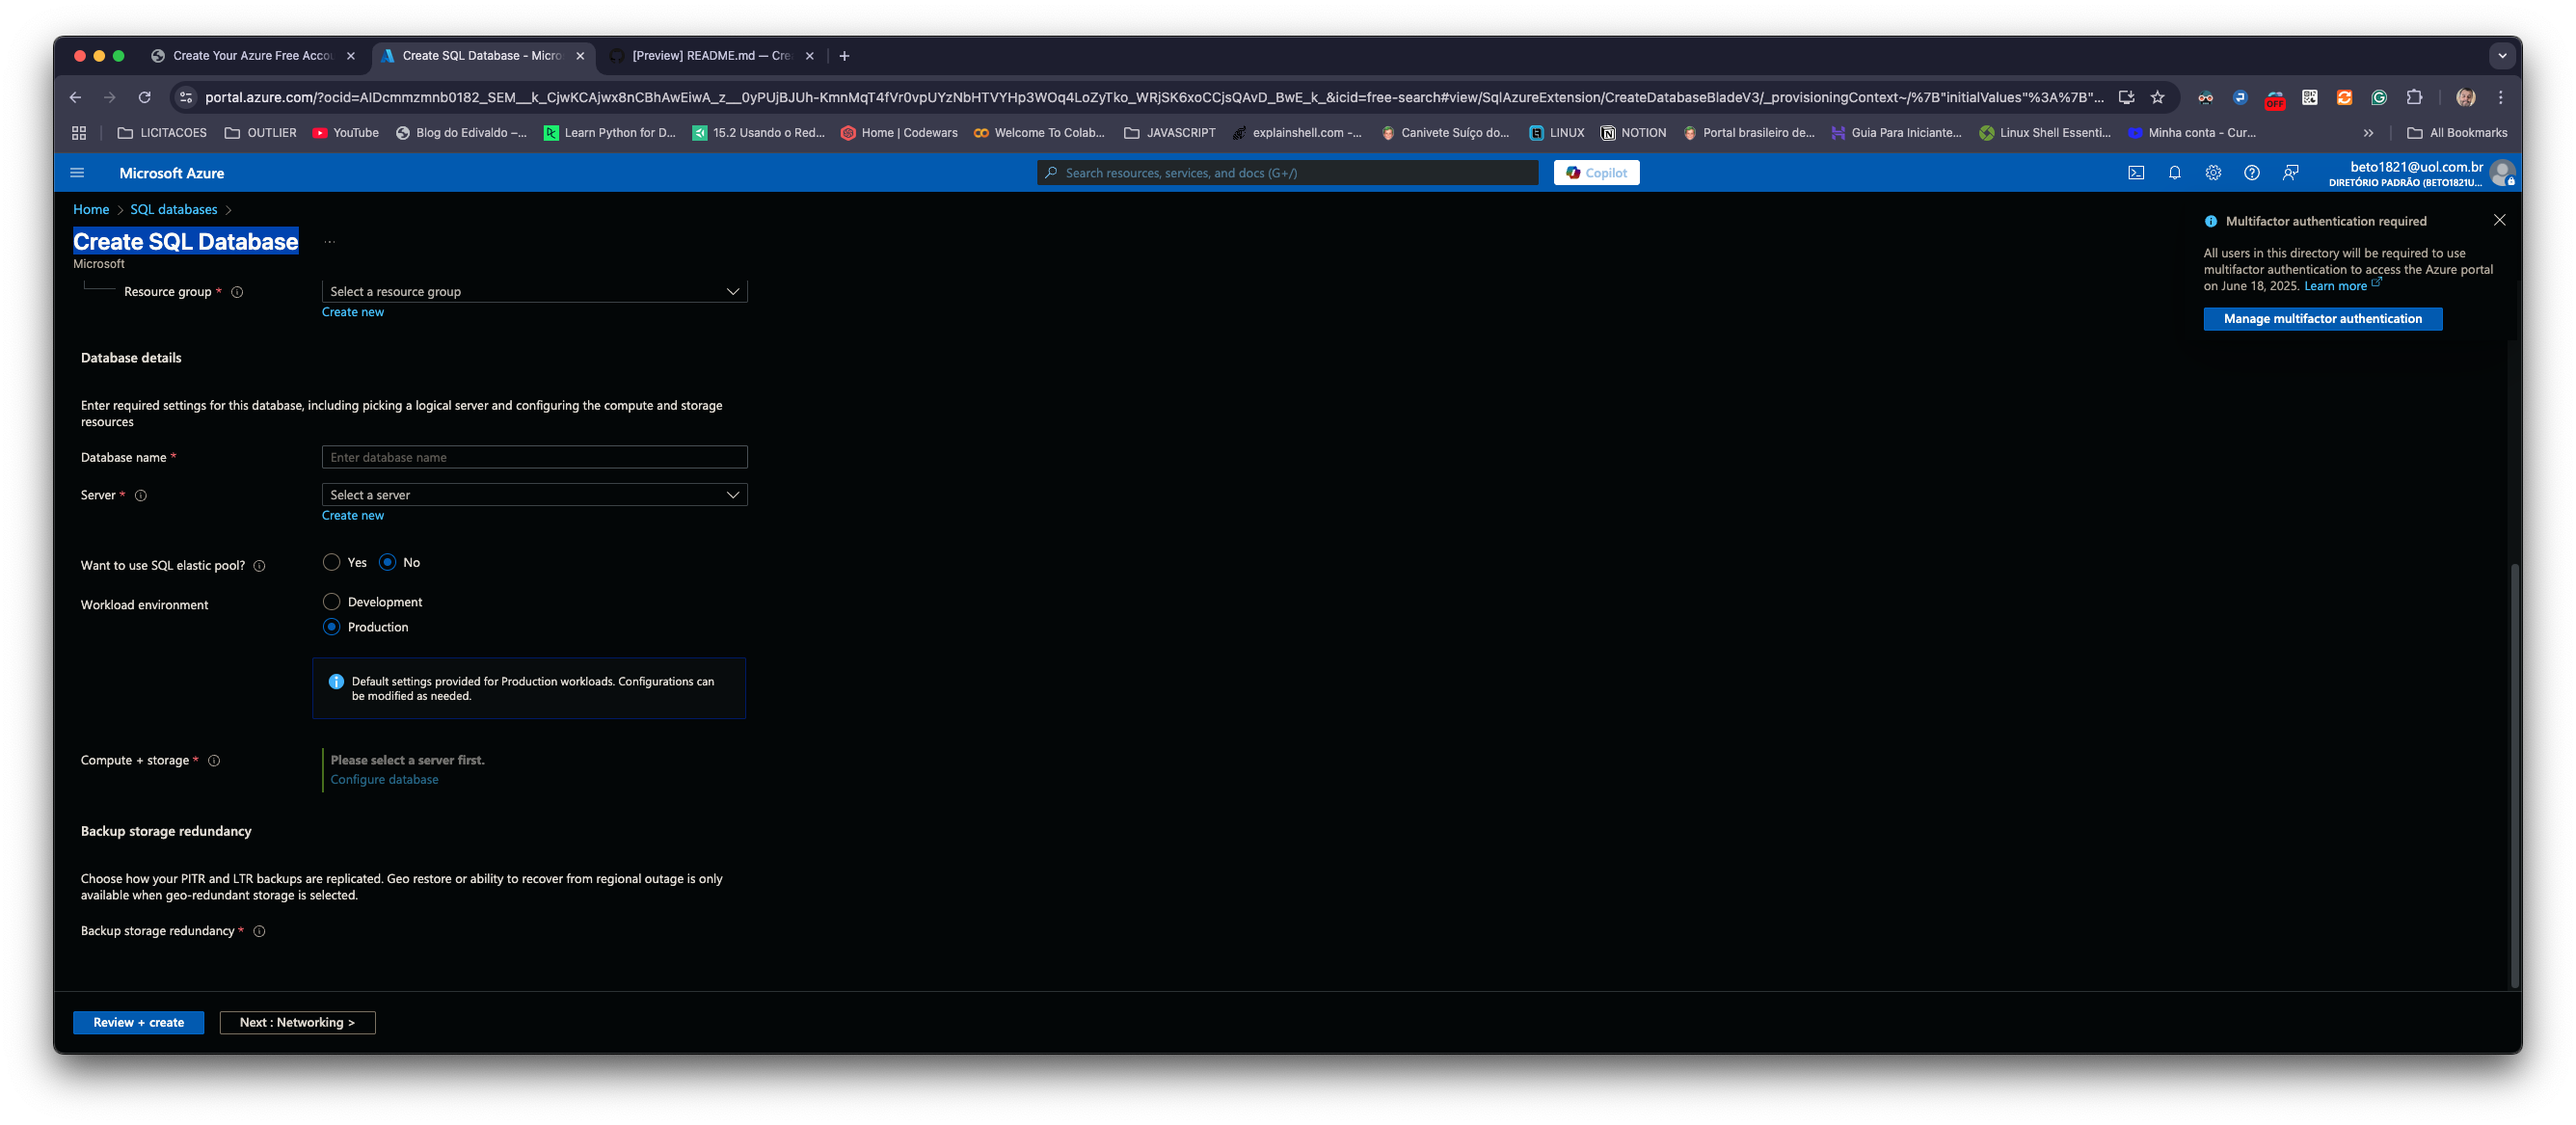 Create Your Azure Free Accou
Create SQL Database - Micro
[Preview] README.md — Cre
portal.azure.com/?ocid=AIDcmmzmnb0182_SEM__k_CjwKCAjwx8nCBhAwEiwA_z__0yPUjBJUh-KmnMqT4fVr0vpUYzNbHTVYHp3WOq4LoZyTko_WRjSK6xoCCjsQAvD_BwE_k_&icid=free-search#view/SqlAzureExtension/CreateDatabaseBladeV3/_provisioningContext~/%7B"initialValues"%3A%7B"...
OFF
LICITACOES
OUTLIER
YouTube
Blog do Edivaldo –...
Learn Python for D...
15.2 Usando o Red...
Home | Codewars
Welcome To Colab...
JAVASCRIPT
explainshell.com -...
Canivete Suíço do...
LINUX
NOTION
Portal brasileiro de...
Guia Para Iniciante...
Linux Shell Essenti...
Minha conta - Cur...
All Bookmarks
Microsoft Azure
Search resources, services, and docs (G+/)
Copilot
beto1821@uol.com.br
DIRETÓRIO PADRÃO (BETO1821U...
Home > SQL databases >
Create SQL Database ...
Microsoft
Multifactor authentication required
All users in this directory will be required to use
multifactor authentication to access the Azure portal
on June 18, 2025. Learn more
Manage multifactor authentication
Resource group *
Select a resource group
Create new
Database details
Enter required settings for this database, including picking a logical server and configuring the compute and storage
resources
Database name *
Enter database name
Server *
Select a server
Create new
Want to use SQL elastic pool?
Yes
No
Workload environment
Development
Production
Default settings provided for Production workloads. Configurations can
be modified as needed.
Compute + storage *
Please select a server first.
Configure database
Backup storage redundancy
Choose how your PITR and LTR backups are replicated. Geo restore or ability to recover from regional outage is only
available when geo-redundant storage is selected.
Backup storage redundancy *
Review + create
Next : Networking >